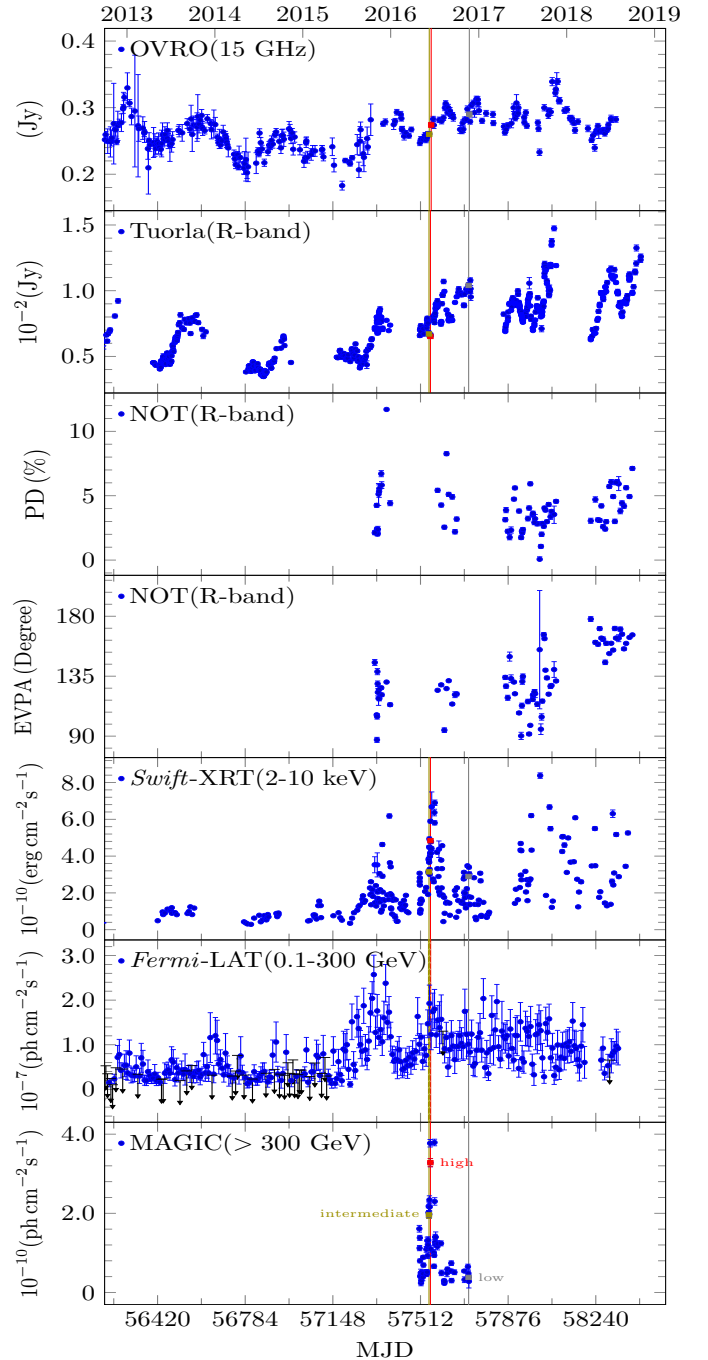 2013 2014 2015 2016 2017 2018 2019
OVRO(15 GHz)
(Jy)
0.4
0.3
0.2
Tuorla(R-band)
10⁻²(Jy)
1.5
1.0
0.5
NOT(R-band)
PD(%)
10
5
0
NOT(R-band)
EVPA(Degree)
180
135
90
Swift-XRT(2-10 keV)
10⁻¹⁰(erg cm⁻²s⁻¹)
8.0
6.0
4.0
2.0
0
Fermi-LAT(0.1-300 GeV)
10⁻⁷(ph cm⁻²s⁻¹)
3.0
2.0
1.0
0
MAGIC(> 300 GeV)
10⁻¹⁰(ph cm⁻²s⁻¹)
4.0
high
2.0
intermediate
low
0
56420 56784 57148 57512 57876 58240
MJD